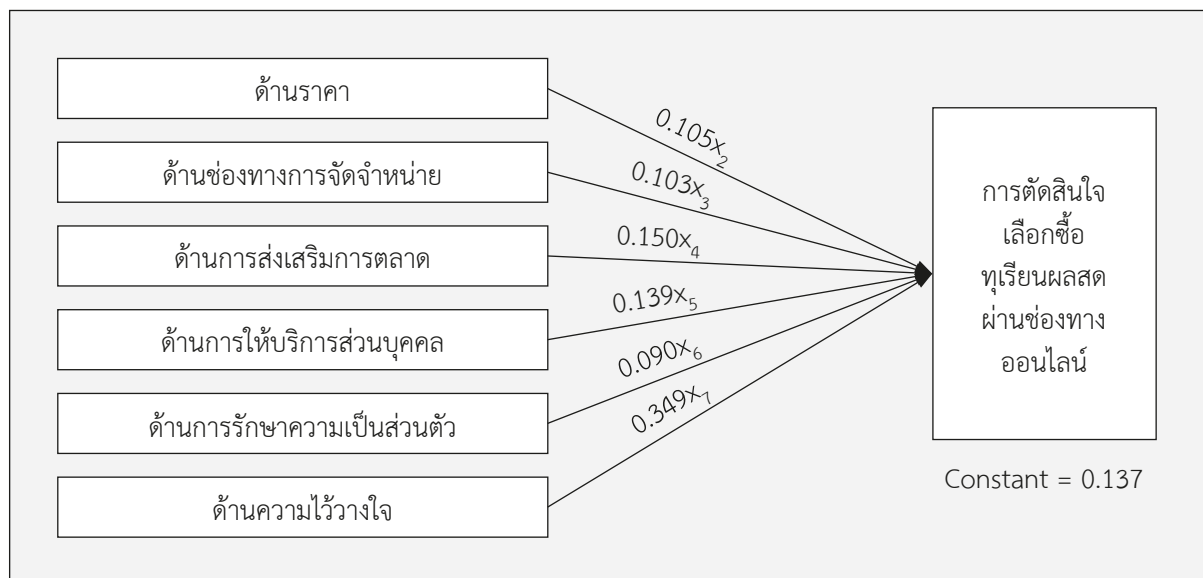 ด้านราคา
ด้านช่องทางการจัดจำหน่าย
ด้านการส่งเสริมการตลาด
ด้านการให้บริการส่วนบุคคล
ด้านการรักษาความเป็นส่วนตัว
ด้านความไว้วางใจ
0.105x₂
0.103x₃
0.150x₄
0.139x₅
0.090x₆
0.349x₇
การตัดสินใจ
เลือกซื้อ
ทุเรียนผลสด
ผ่านช่องทาง
ออนไลน์
Constant = 0.137